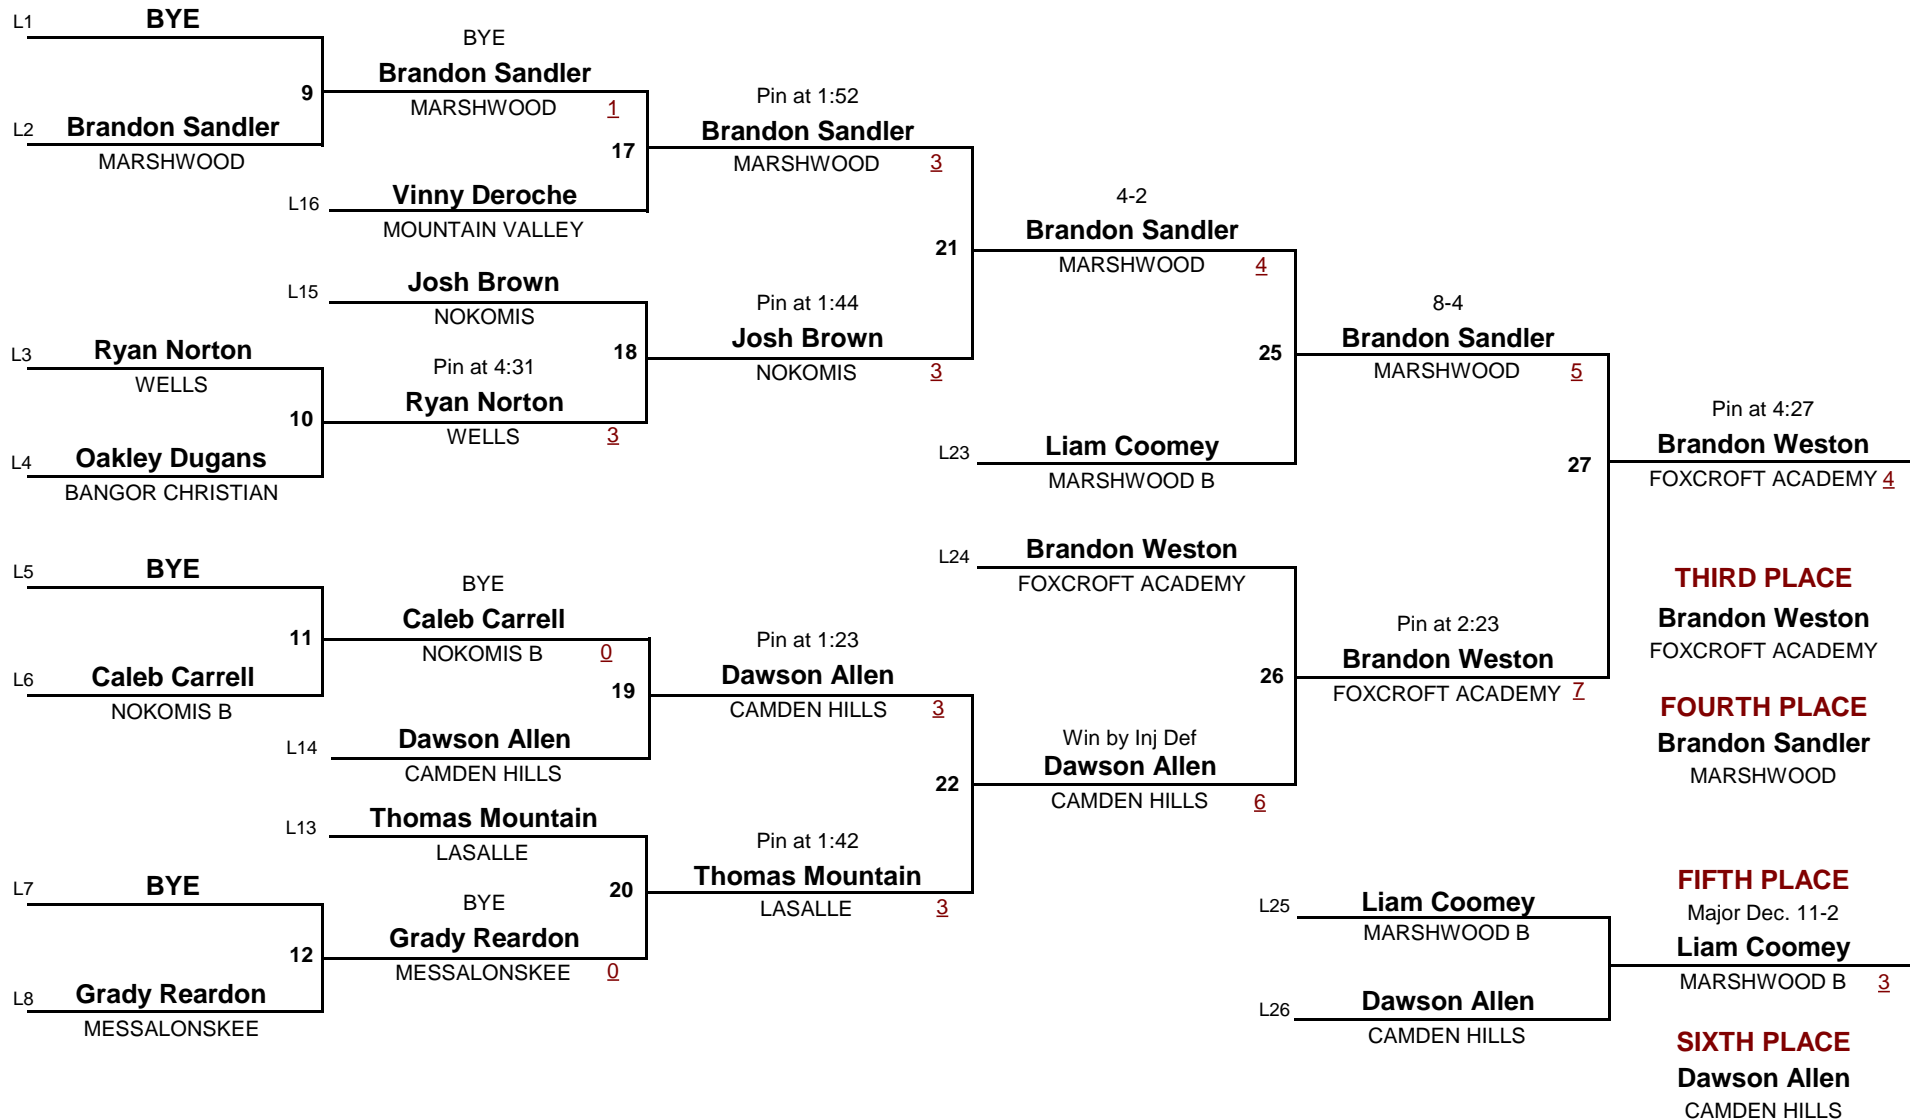 L1 BYE
9
L2 Brandon Sandler
MARSHWOOD
L3 Ryan Norton
WELLS
10
L4 Oakley Dugans
BANGOR CHRISTIAN
L5 BYE
11
L6 Caleb Carrell
NOKOMIS B
L7 BYE
12
L8 Grady Reardon
MESSALONSKEE
BYE
Brandon Sandler
MARSHWOOD 1
17
L16 Vinny Deroche
MOUNTAIN VALLEY
L15 Josh Brown
NOKOMIS
18
Pin at 4:31
Ryan Norton
WELLS 3
BYE
Caleb Carrell
NOKOMIS B 0
19
L14 Dawson Allen
CAMDEN HILLS
L13 Thomas Mountain
LASALLE
20
BYE
Grady Reardon
MESSALONSKEE 0
Pin at 1:52
Brandon Sandler
MARSHWOOD 3
21
Pin at 1:44
Josh Brown
NOKOMIS 3
Pin at 1:23
Dawson Allen
CAMDEN HILLS 3
22
Pin at 1:42
Thomas Mountain
LASALLE 3
4-2
Brandon Sandler
MARSHWOOD 4
25
L23 Liam Coomey
MARSHWOOD B
L24 Brandon Weston
FOXCROFT ACADEMY
26
Win by Inj Def
Dawson Allen
CAMDEN HILLS 6
8-4
Brandon Sandler
MARSHWOOD 5
27
Pin at 2:23
Brandon Weston
FOXCROFT ACADEMY 7
Pin at 4:27
Brandon Weston
FOXCROFT ACADEMY 4
THIRD PLACE
Brandon Weston
FOXCROFT ACADEMY
FOURTH PLACE
Brandon Sandler
MARSHWOOD
L25 Liam Coomey
MARSHWOOD B
L26 Dawson Allen
CAMDEN HILLS
FIFTH PLACE
Major Dec. 11-2
Liam Coomey
MARSHWOOD B 3
SIXTH PLACE
Dawson Allen
CAMDEN HILLS